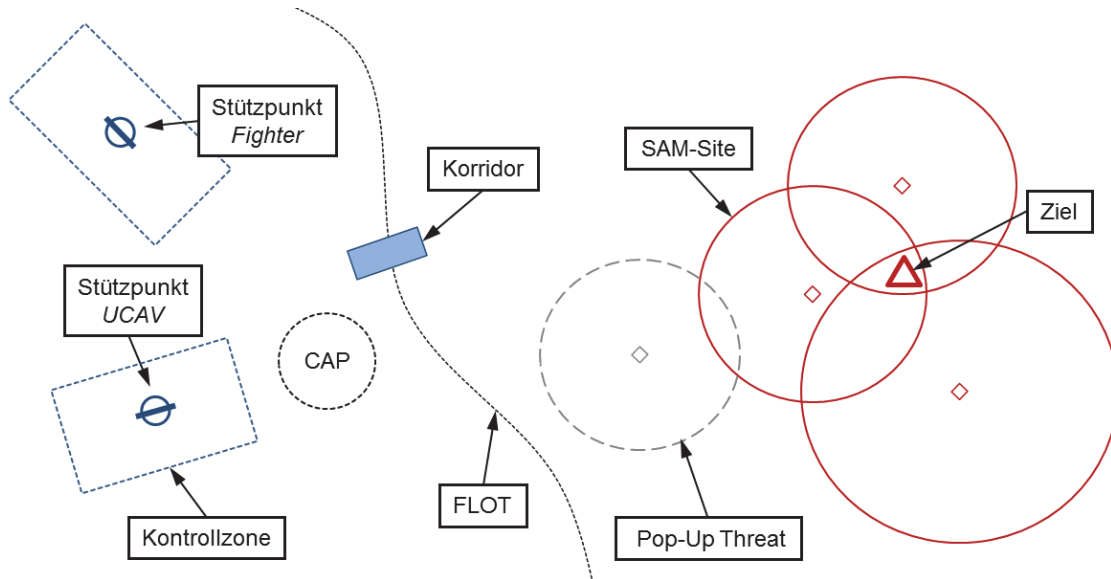 Stützpunkt
Fighter
SAM-Site
Korridor
Ziel
Stützpunkt
UCAV
CAP
FLOT
Kontrollzone
Pop-Up Threat